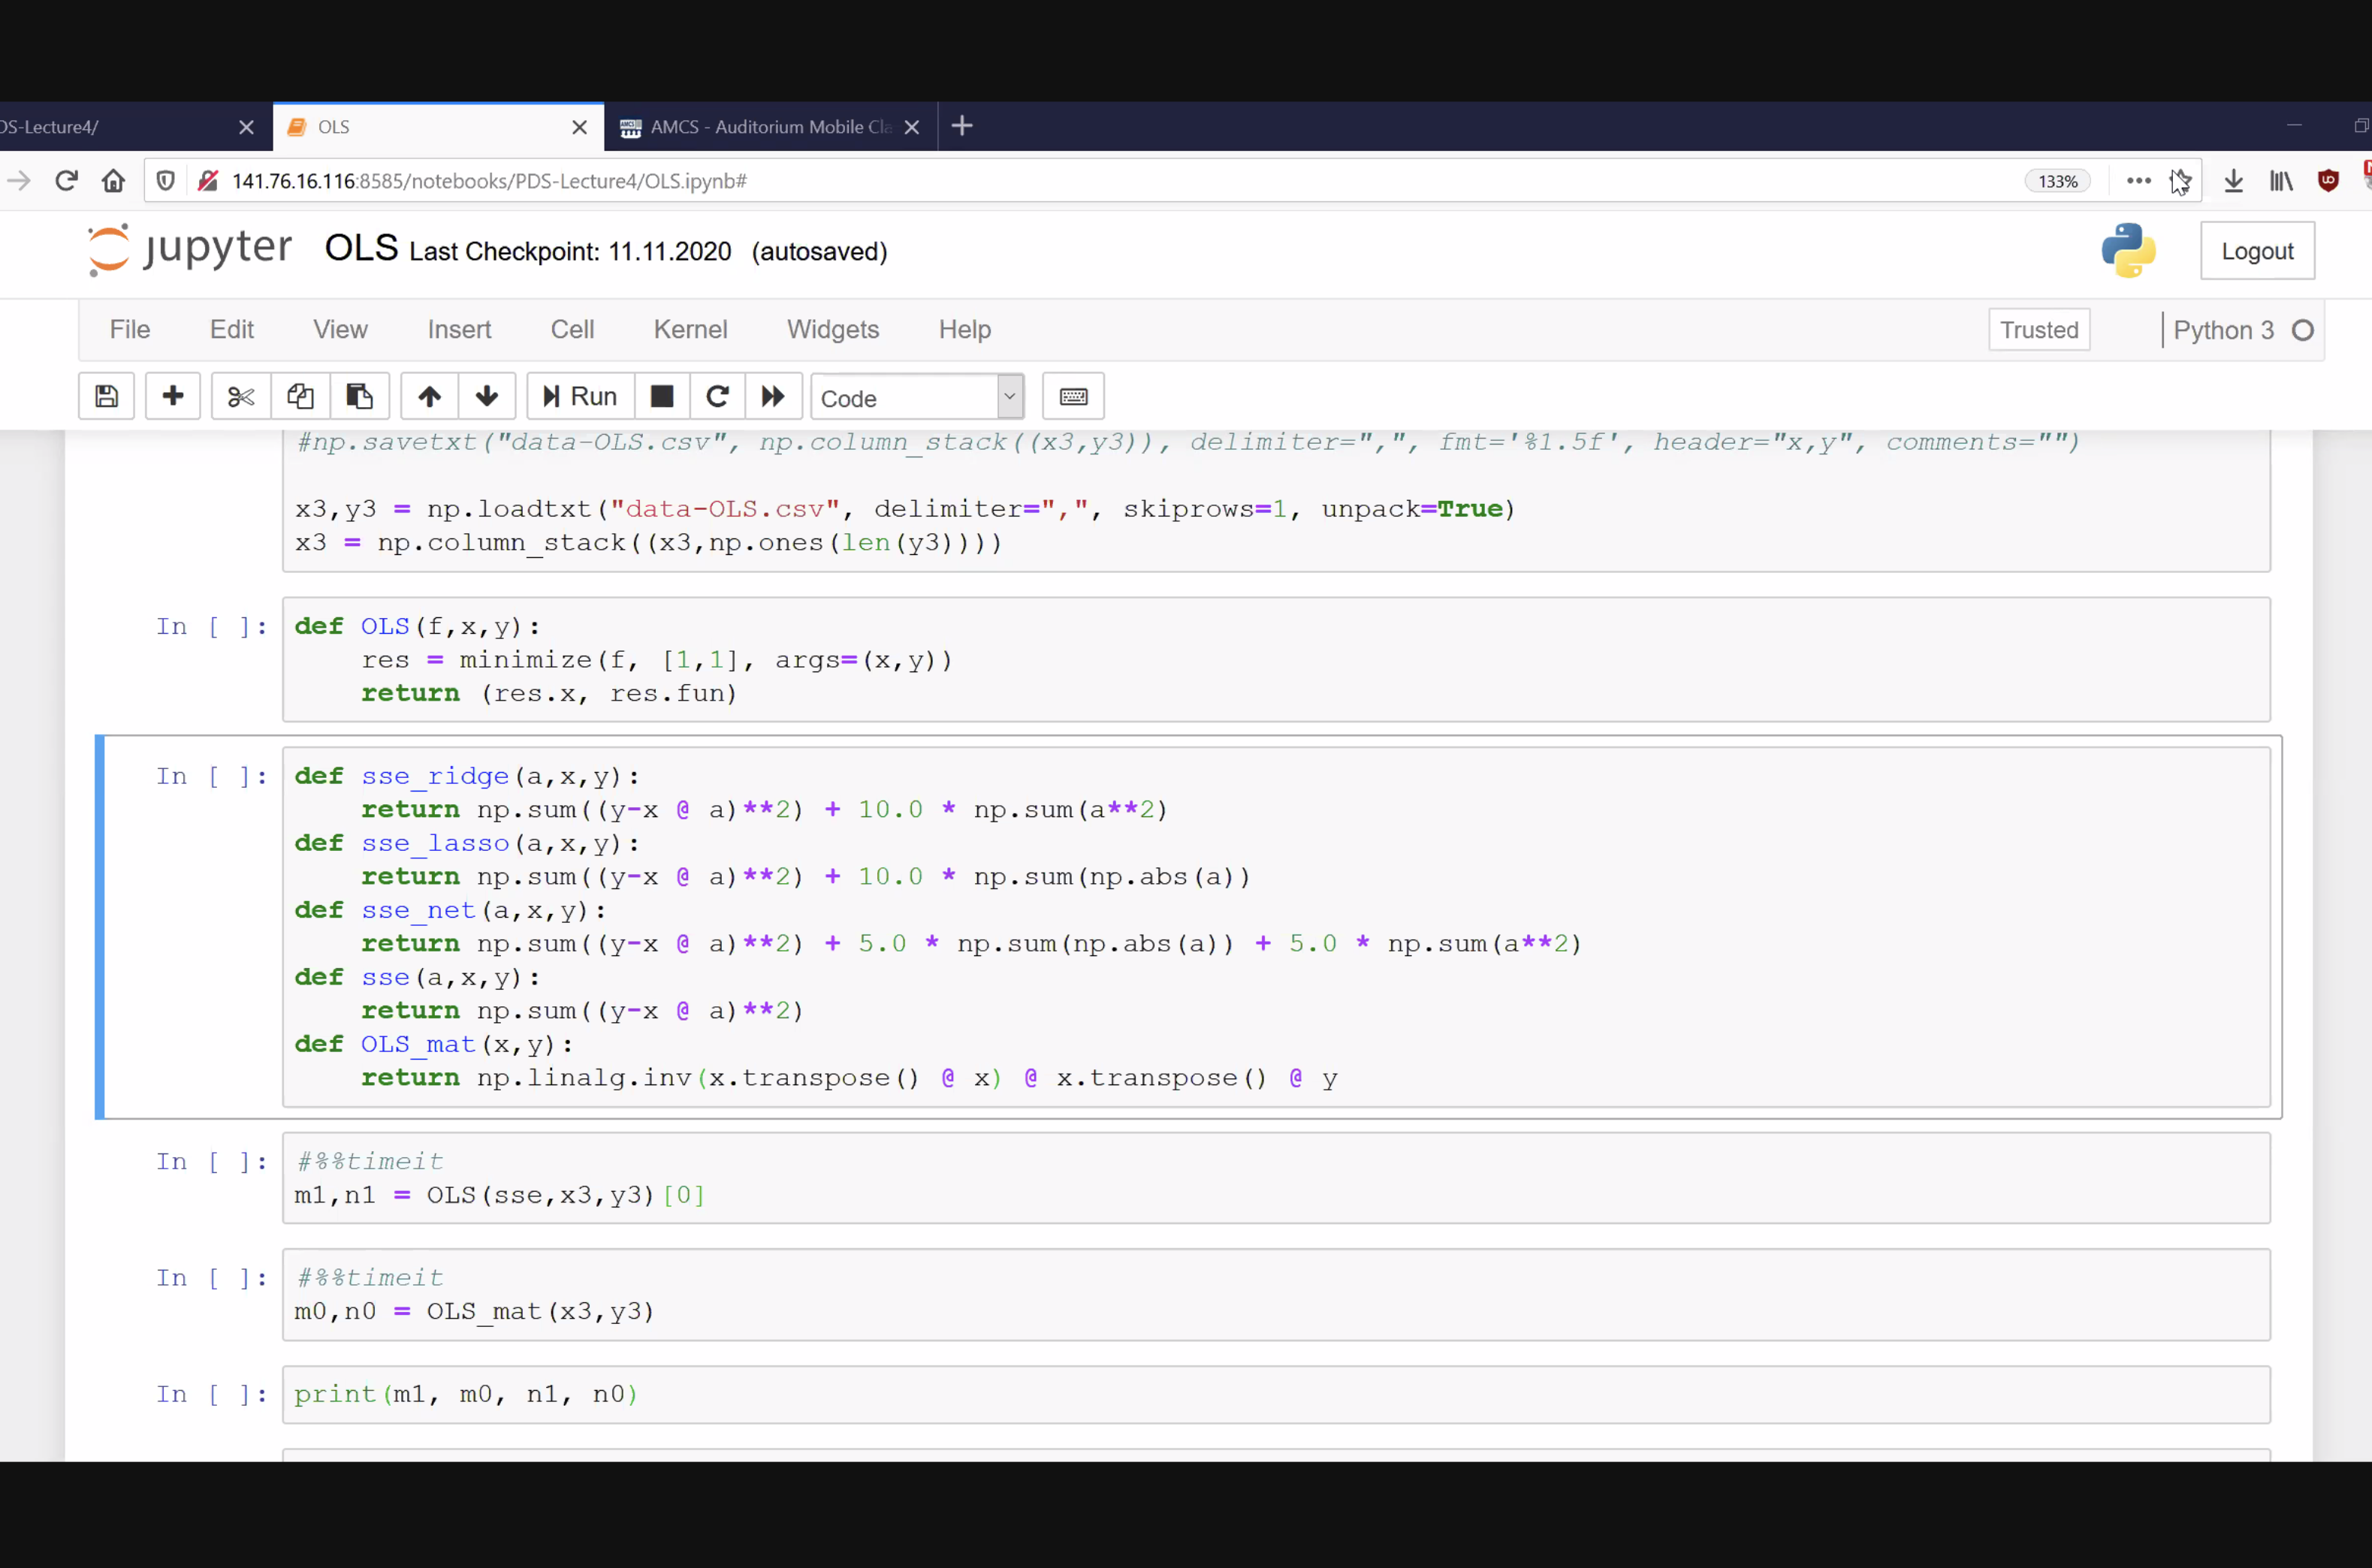 DS-Lecture4/ OLS AMCS - Auditorium Mobile Cla
141.76.16.116:8585/notebooks/PDS-Lecture4/OLS.ipynb# 133%
jupyter OLS Last Checkpoint: 11.11.2020 (autosaved) Logout
File Edit View Insert Cell Kernel Widgets Help Trusted Python 3
Run Code
#np.savetxt("data-OLS.csv", np.column_stack((x3,y3)), delimiter=",", fmt='%1.5f', header="x,y", comments="")
x3,y3 = np.loadtxt("data-OLS.csv", delimiter=",", skiprows=1, unpack=True)
x3 = np.column_stack((x3,np.ones(len(y3))))
In [ ]: def OLS(f,x,y):
res = minimize(f, [1,1], args=(x,y))
return (res.x, res.fun)
In [ ]: def sse_ridge(a,x,y):
return np.sum((y-x @ a)**2) + 10.0 * np.sum(a**2)
def sse_lasso(a,x,y):
return np.sum((y-x @ a)**2) + 10.0 * np.sum(np.abs(a))
def sse_net(a,x,y):
return np.sum((y-x @ a)**2) + 5.0 * np.sum(np.abs(a)) + 5.0 * np.sum(a**2)
def sse(a,x,y):
return np.sum((y-x @ a)**2)
def OLS_mat(x,y):
return np.linalg.inv(x.transpose() @ x) @ x.transpose() @ y
In [ ]: #%%timeit
m1,n1 = OLS(sse,x3,y3)[0]
In [ ]: #%%timeit
m0,n0 = OLS_mat(x3,y3)
In [ ]: print(m1, m0, n1, n0)